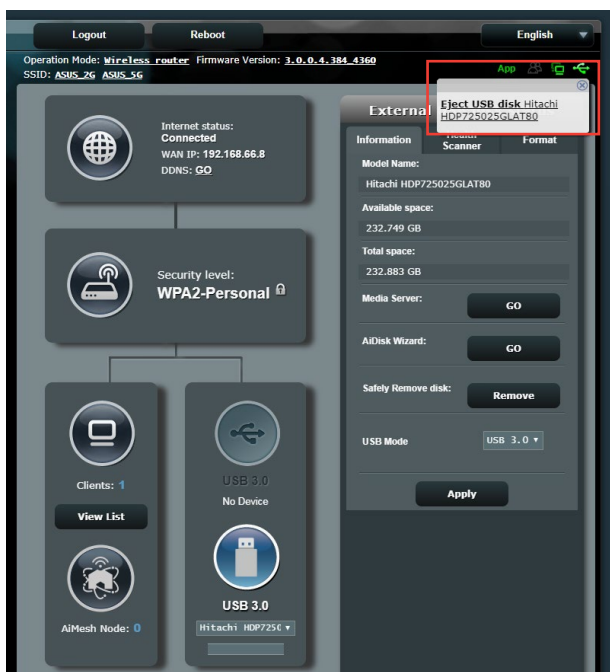 Logout
Reboot
English
Operation Mode: Wireless router Firmware Version: 3.0.0.4.384_4360
SSID: ASUS_2G ASUS_5G
App
Eject USB disk Hitachi
HDP725025GLAT80
Internet status:
Connected
WAN IP: 192.168.66.8
DDNS: GO
Security level:
WPA2-Personal
Clients: 1
View List
AiMesh Node: 0
USB 3.0
No Device
USB 3.0
Hitachi HDP7250
External
Information
Health
Scanner
Format
Model Name:
Hitachi HDP725025GLAT80
Available space:
232.749 GB
Total space:
232.883 GB
Media Server:
GO
AiDisk Wizard:
GO
Safely Remove disk:
Remove
USB Mode
USB 3.0
Apply